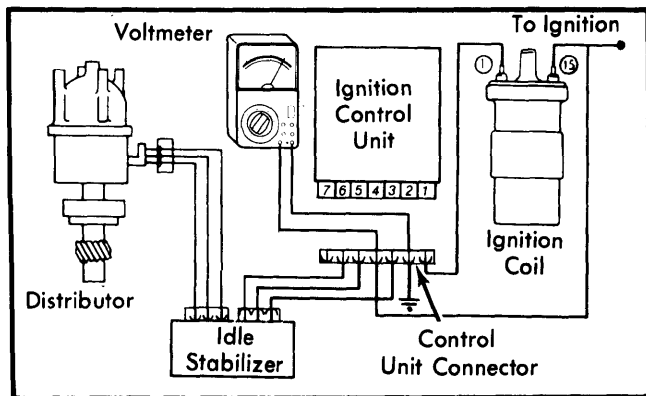 Voltmeter
To Ignition
1
15
Ignition
Control
Unit
7 6 5 4 3 2 1
Ignition
Coil
Distributor
Idle
Stabilizer
Control
Unit Connector